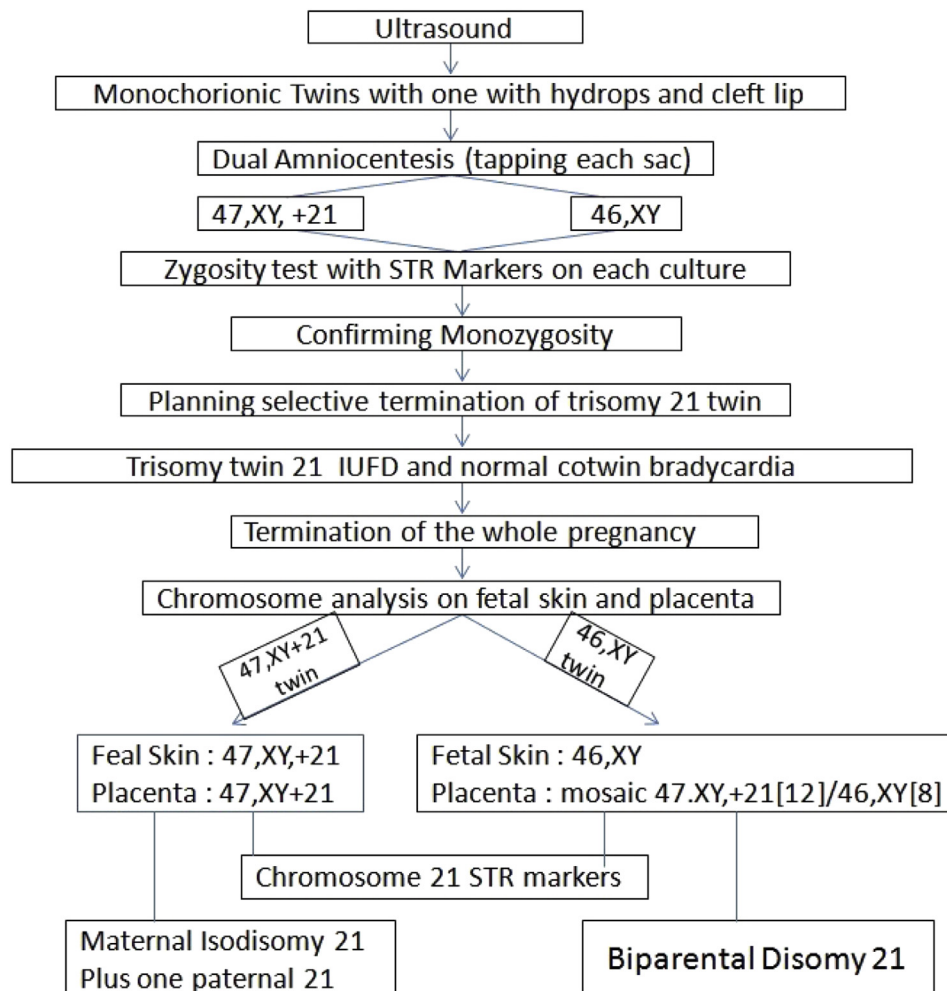 Ultrasound
Monochorionic Twins with one with hydrops and cleft lip
Dual Amniocentesis (tapping each sac)
47,XY, +21
46,XY
Zygosity test with STR Markers on each culture
Confirming Monozygosity
Planning selective termination of trisomy 21 twin
Trisomy twin 21 IUFD and normal cotwin bradycardia
Termination of the whole pregnancy
Chromosome analysis on fetal skin and placenta
47,XY+21
twin
46,XY
twin
Feal Skin : 47,XY,+21
Placenta : 47,XY+21
Fetal Skin : 46,XY
Placenta : mosaic 47.XY,+21[12]/46,XY[8]
Chromosome 21 STR markers
Maternal Isodisomy 21
Plus one paternal 21
Biparental Disomy 21